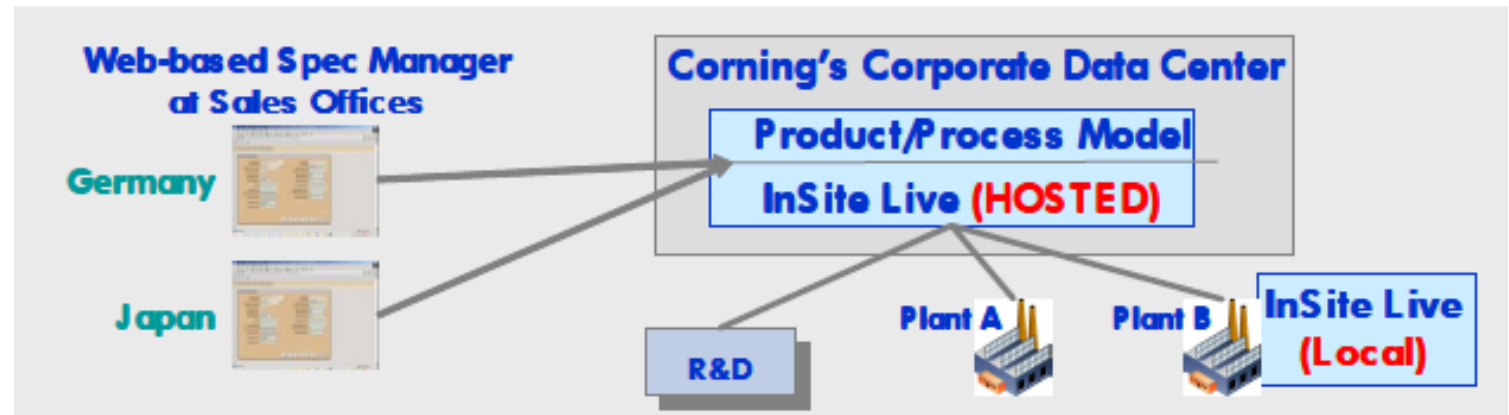 Web-based Spec Manager
at Sales Offices
Germany
Japan
Corning's Corporate Data Center
Product/Process Model
InSite Live (HOSTED)
R&D
Plant A
Plant B
InSite Live
(Local)